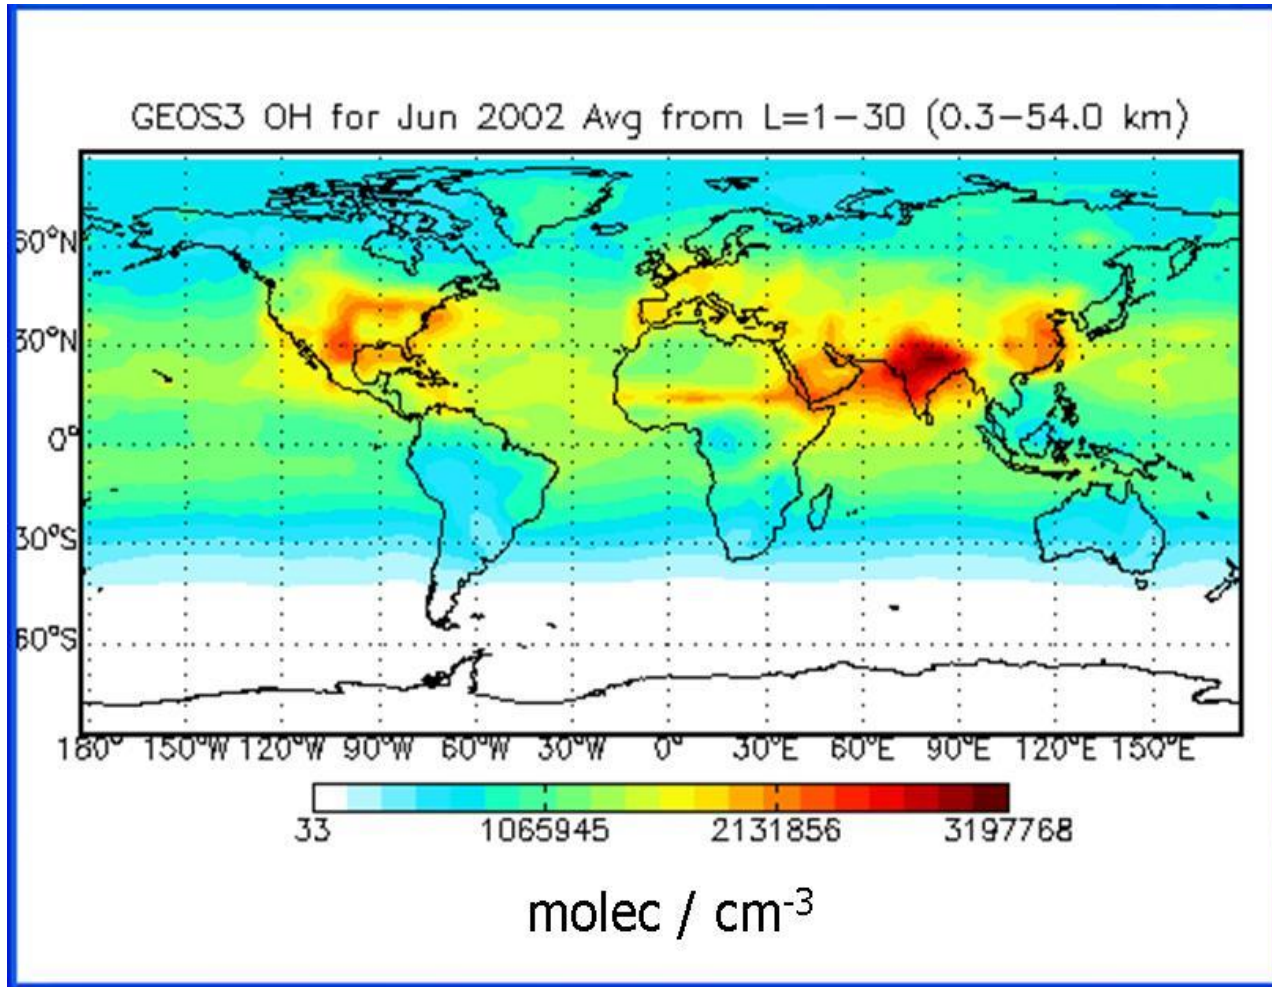 GEOS3 OH for Jun 2002 Avg from L=1-30 (0.3-54.0 km)
60°N
30°N
0°
30°S
60°S
180° 150°W 120°W 90°W 60°W 30°W 0° 30°E 60°E 90°E 120°E 150°E
33 1065945 2131856 3197768
molec / cm-3